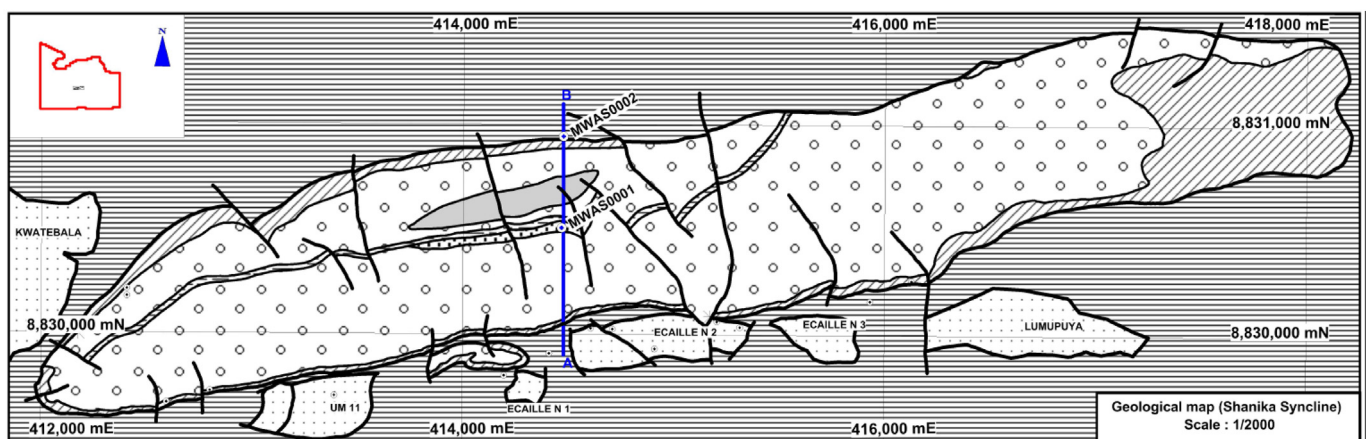 414,000 mE
416,000 mE
418,000 mE
N
B
MWAS0002
8,831,000 mN
MWAS0001
KWATEBALA
8,830,000 mN
ECAILLE N 2
ECAILLE N 3
LUMUPUYA
8,830,000 mN
A
UM 11
ECAILLE N 1
412,000 mE
414,000 mE
416,000 mE
Geological map (Shanika Syncline)
Scale : 1/2000